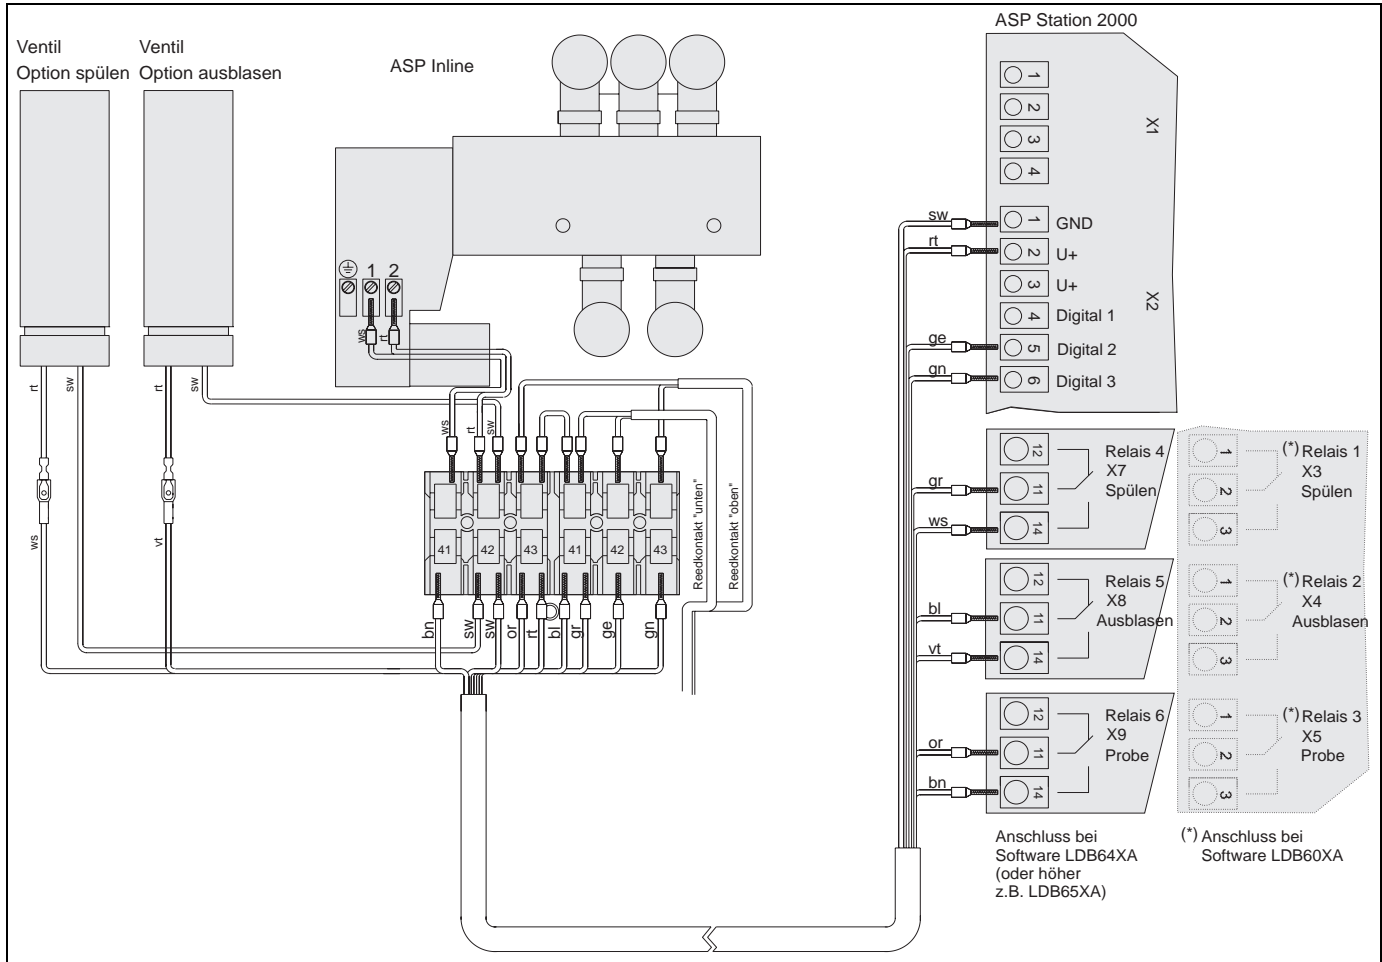 Ventil
Option spülen
Ventil
Option ausblasen
ASP Inline
ASP Station 2000
1
2
3
4
X1
sw
1
GND
rt
2
U+
3
U+
X2
4
Digital 1
ge
5
Digital 2
gn
6
Digital 3
1
2
ws
rt
rt
sw
rt
sw
ws
rt
sw
ws
vt
41
42
43
41
42
43
Reedkontakt "unten"
Reedkontakt "oben"
bn
sw
sw
or
rt
bl
gr
ge
gn
12
Relais 4
gr
11
X7
Spülen
ws
14
1
(*) Relais 1
2
X3
Spülen
3
12
Relais 5
bl
11
X8
Ausblasen
vt
14
1
(*) Relais 2
2
X4
Ausblasen
3
12
Relais 6
or
11
X9
Probe
bn
14
1
(*) Relais 3
2
X5
Probe
3
Anschluss bei
Software LDB64XA
(oder höher
z.B. LDB65XA)
(*) Anschluss bei
Software LDB60XA